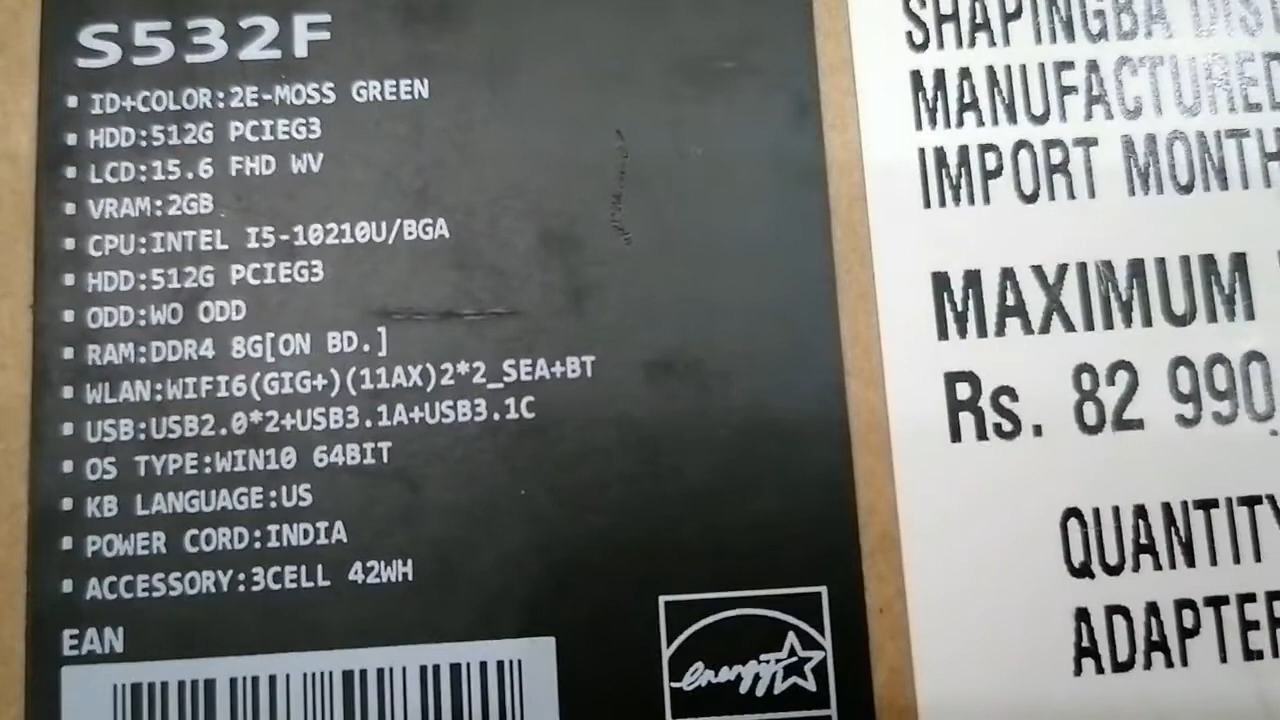 S532F
ID+COLOR:2E-MOSS GREEN
HDD:512G PCIEG3
LCD:15.6 FHD WV
VRAM:2GB
CPU:INTEL I5-10210U/BGA
HDD:512G PCIEG3
ODD:WO ODD
RAM:DDR4 8G[ON BD.]
WLAN:WIFI6(GIG+)(11AX)2*2_SEA+BT
USB:USB2.0*2+USB3.1A+USB3.1C
OS TYPE:WIN10 64BIT
KB LANGUAGE:US
POWER CORD:INDIA
ACCESSORY:3CELL 42WH
EAN
energy
SHAPINGBA DIST
MANUFACTURED
IMPORT MONTH
MAXIMUM
Rs. 82 990
QUANTITY
ADAPTER